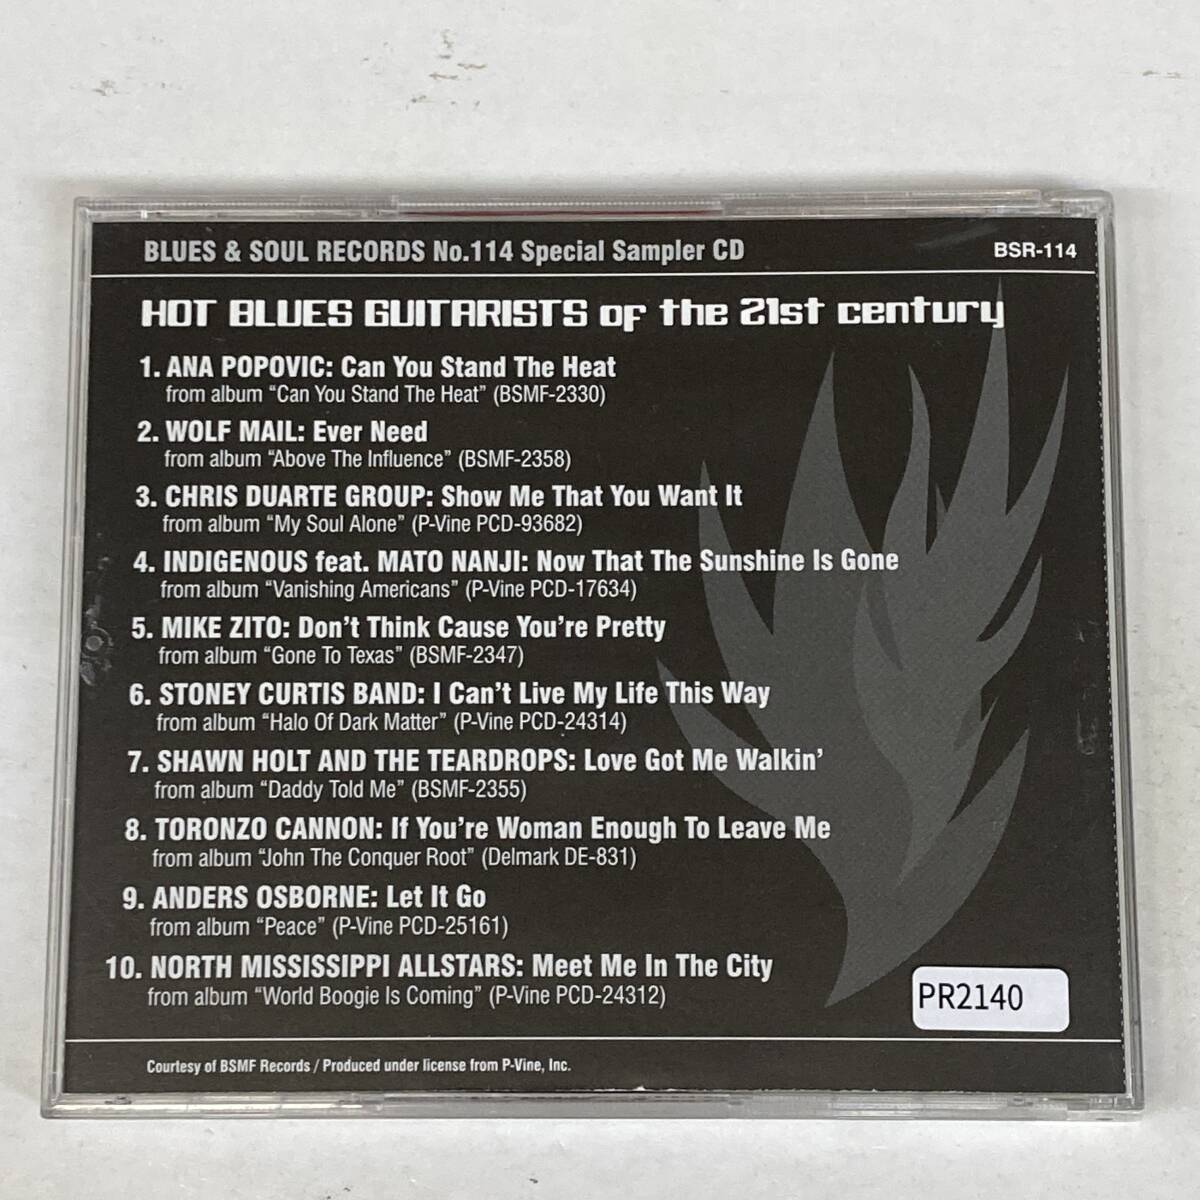 BLUES & SOUL RECORDS No.114 Special Sampler CD
BSR-114
HOT BLUES GUITARISTS of the 21st century
1. ANA POPOVIC: Can You Stand The Heat
from album “Can You Stand The Heat” (BSMF-2330)
2. WOLF MAIL: Ever Need
from album “Above The Influence” (BSMF-2358)
3. CHRIS DUARTE GROUP: Show Me That You Want It
from album “My Soul Alone” (P-Vine PCD-93682)
4. INDIGENOUS feat. MATO NANJI: Now That The Sunshine Is Gone
from album “Vanishing Americans” (P-Vine PCD-17634)
5. MIKE ZITO: Don’t Think Cause You’re Pretty
from album “Gone To Texas” (BSMF-2347)
6. STONEY CURTIS BAND: I Can’t Live My Life This Way
from album “Halo Of Dark Matter” (P-Vine PCD-24314)
7. SHAWN HOLT AND THE TEARDROPS: Love Got Me Walkin’
from album “Daddy Told Me” (BSMF-2355)
8. TORONZO CANNON: If You’re Woman Enough To Leave Me
from album “John The Conquer Root” (Delmark DE-831)
9. ANDERS OSBORNE: Let It Go
from album “Peace” (P-Vine PCD-25161)
10. NORTH MISSISSIPPI ALLSTARS: Meet Me In The City
from album “World Boogie Is Coming” (P-Vine PCD-24312)
PR2140
Courtesy of BSMF Records / Produced under license from P-Vine, Inc.